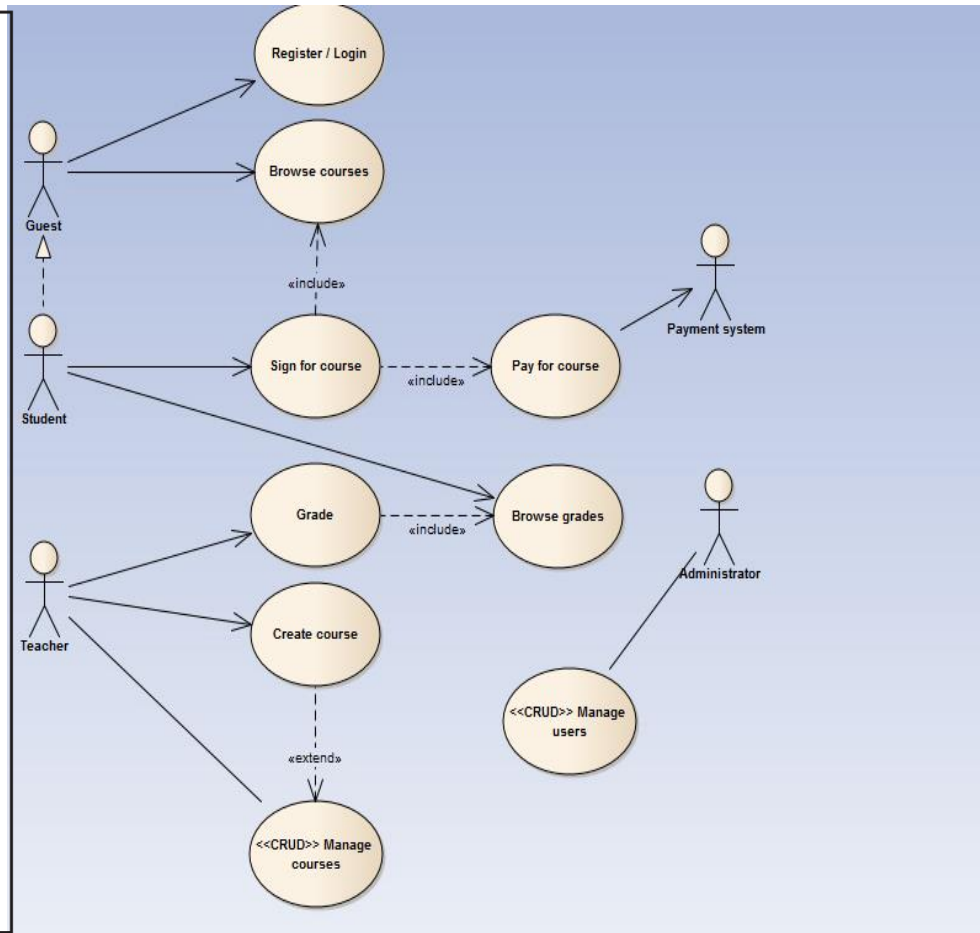 Register / Login
Browse courses
Guest
«include»
Payment system
Sign for course
«include»
Pay for course
Student
Grade
«include»
Browse grades
Administrator
Teacher
Create course
<<CRUD>> Manage
users
«extend»
<<CRUD>> Manage
courses